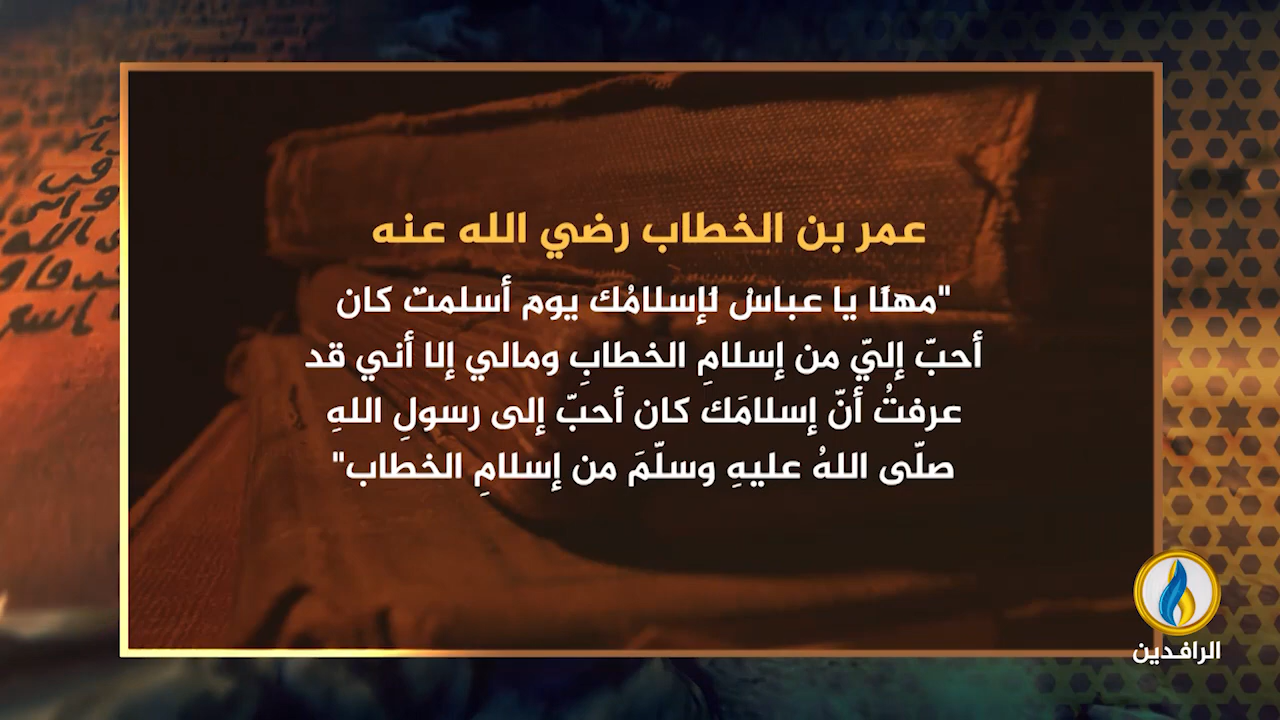 عمر بن الخطاب رضي الله عنه
"مهلًا يا عباسُ لَإسلامُك يوم أسلمتَ كان
أحبّ إليّ من إسلامِ الخطابِ ومالي إلا أني قد
عرفتُ أنّ إسلامَك كان أحبّ إلى رسولِ اللهِ
صلّى اللهُ عليهِ وسلّمَ من إسلامِ الخطاب"
الرافدين